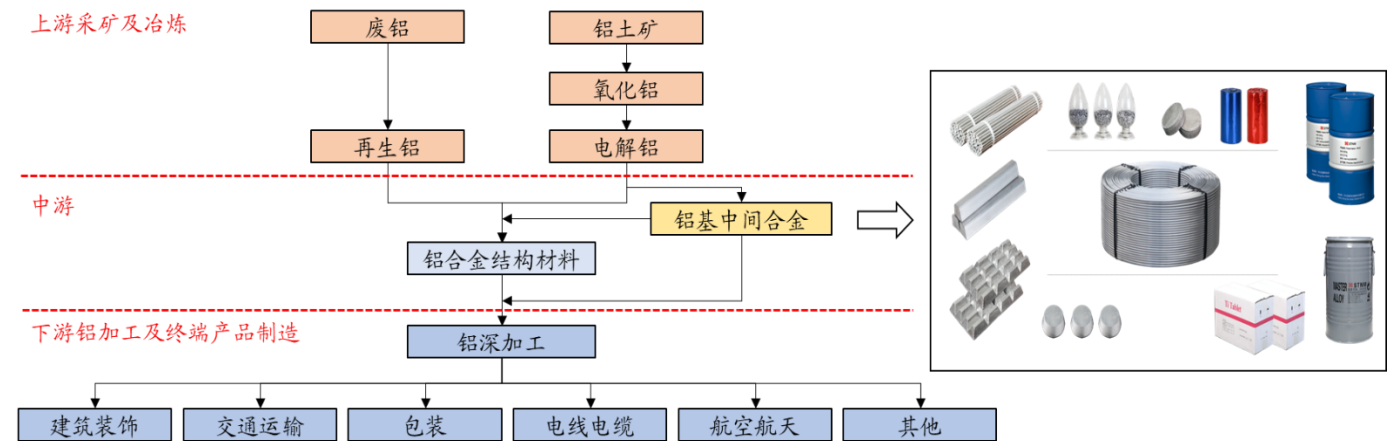 上游采矿及冶炼
废铝
铝土矿
氧化铝
再生铝
电解铝
中游
铝基中间合金
铝合金结构材料
下游铝加工及终端产品制造
铝深加工
建筑装饰
交通运输
包装
电线电缆
航空航天
其他
MASTER
ALLOY